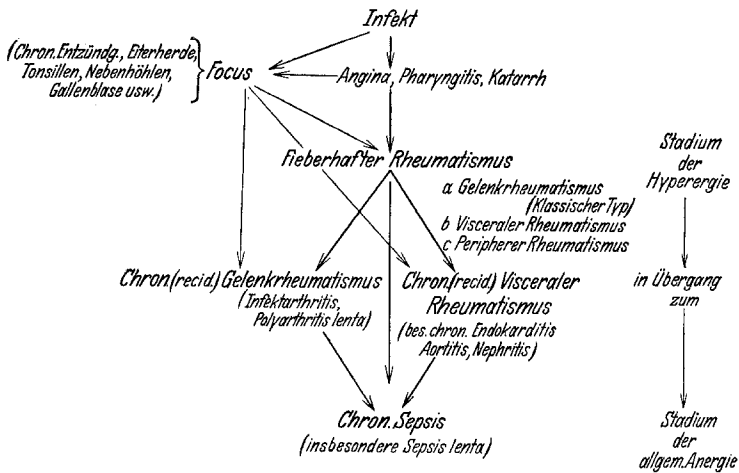 Infekt
(Chron. Entzündg., Eiterherde,
Tonsillen, Nebenhöhlen,
Gallenblase usw.)
Focus
Angina, Pharyngitis, Katarrh
Fieberhafter Rheumatismus
a Gelenkrheumatismus
(Klassischer Typ)
b Visceraler Rheumatismus
c Peripherer Rheumatismus
Stadium
der
Hyperergie
Chron. (recid.) Gelenkrheumatismus
(Infektarthritis,
Polyarthritis lenta)
Chron. (recid.) Visceraler
Rheumatismus
(bes. chron. Endokarditis
Aortitis, Nephritis)
in Übergang
zum
Chron. Sepsis
(insbesondere Sepsis lenta)
Stadium
der
allgem. Anergie